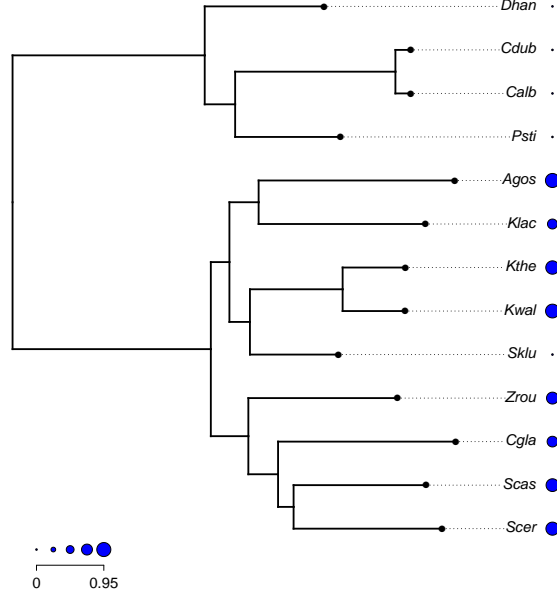 Dhan
Cdub
Calb
Psti
Agos
Klac
Kthe
Kwal
Sklu
Zrou
Cgla
Scas
Scer
0 0.95